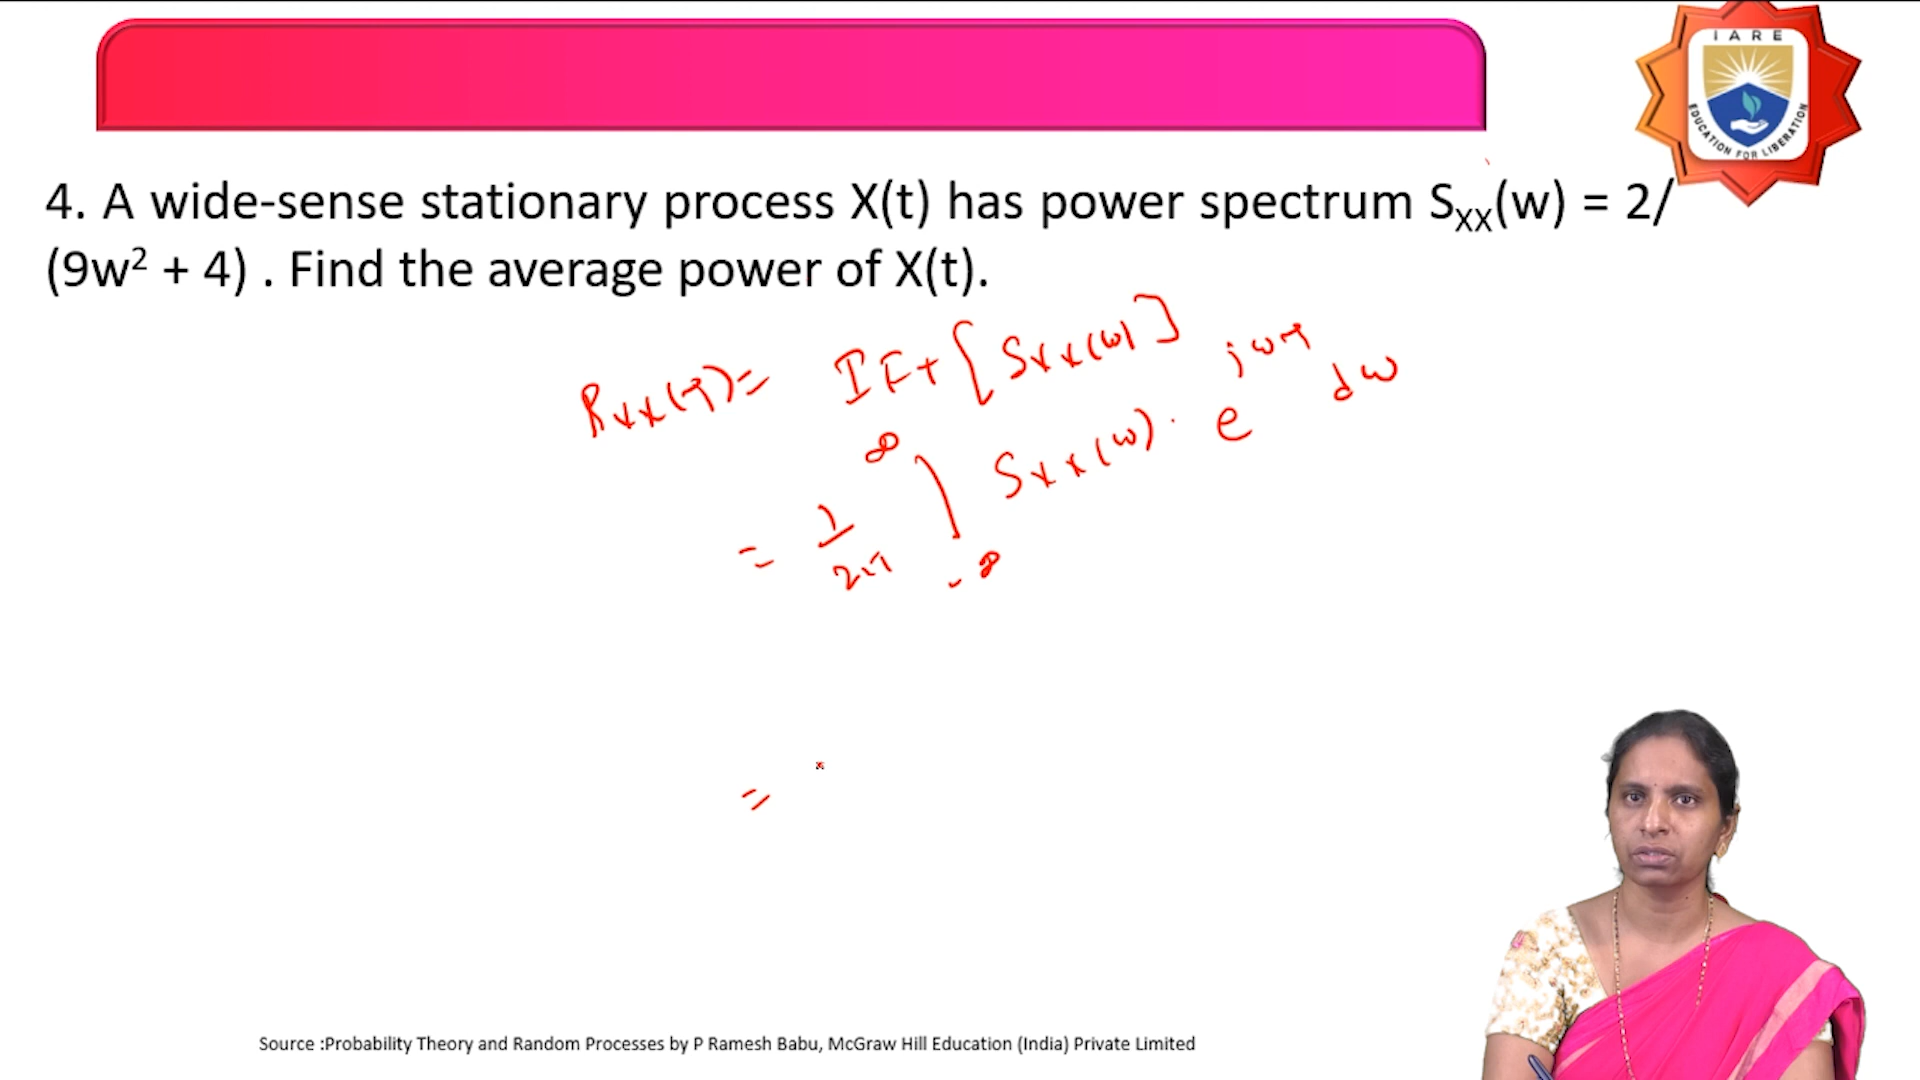 IARE
EDUCATION FOR LIBERATION
4. A wide-sense stationary process X(t) has power spectrum Sxx(w) = 2/
(9w² + 4) . Find the average power of X(t).
Rxx(τ) = IFT [Sxx(ω)]
= 1/2π ∫ ∞ -∞ Sxx(ω) · e^jωτ dω
=
Source :Probability Theory and Random Processes by P Ramesh Babu, McGraw Hill Education (India) Private Limited